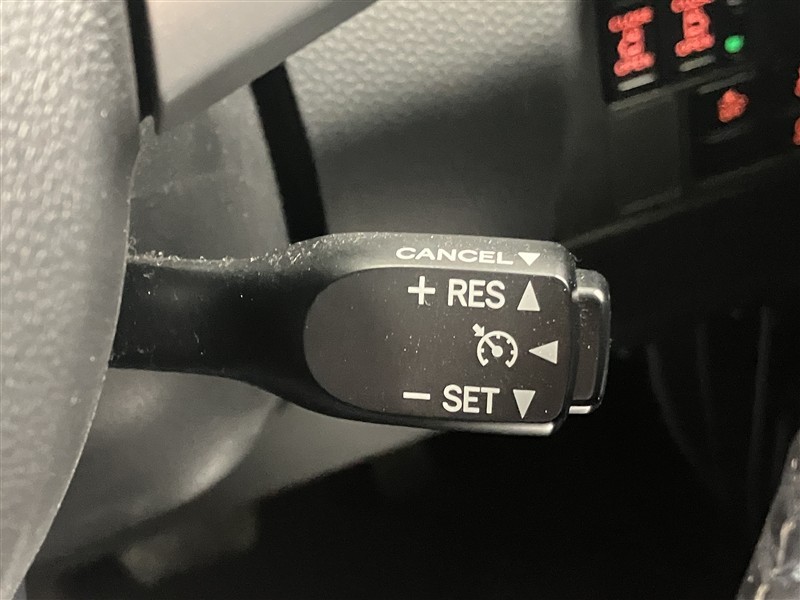 CANCEL▼
+ RES ▲
◀
− SET ▼